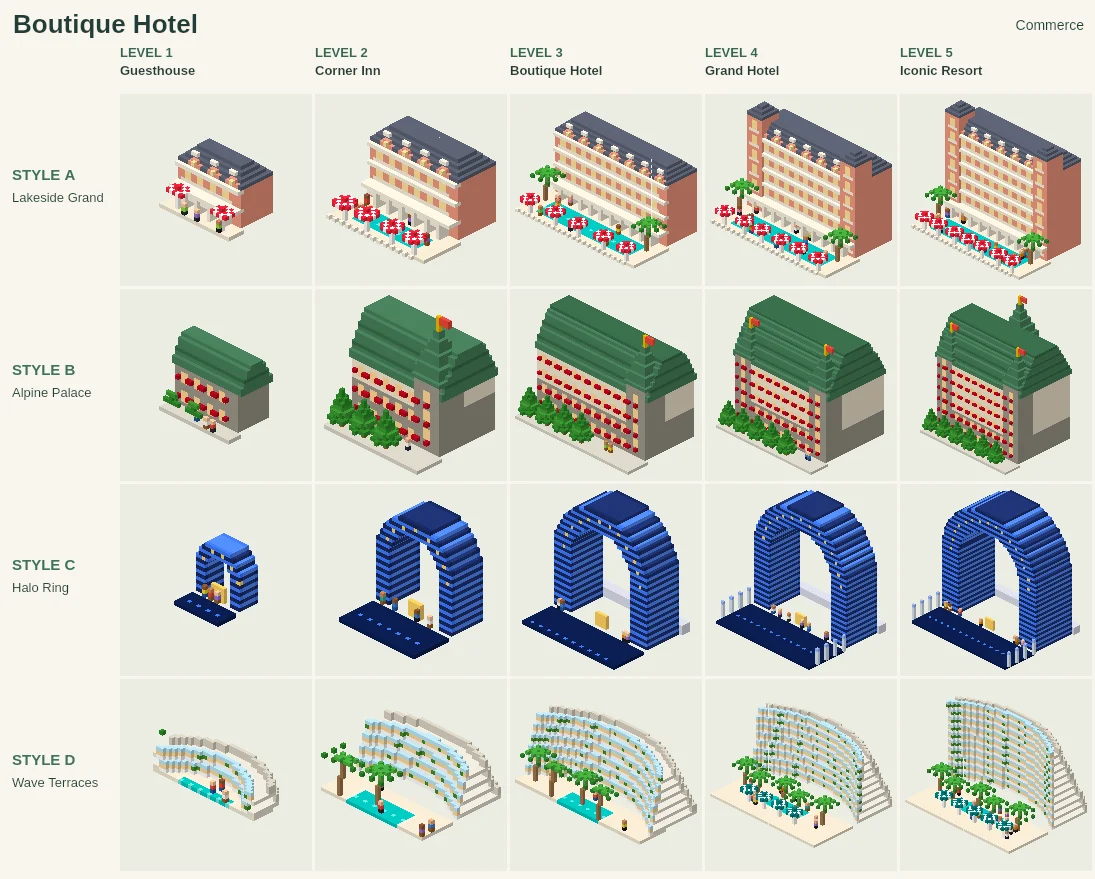 Boutique Hotel
Commerce
LEVEL 1
Guesthouse
LEVEL 2
Corner Inn
LEVEL 3
Boutique Hotel
LEVEL 4
Grand Hotel
LEVEL 5
Iconic Resort
STYLE A
Lakeside Grand
STYLE B
Alpine Palace
STYLE C
Halo Ring
STYLE D
Wave Terraces